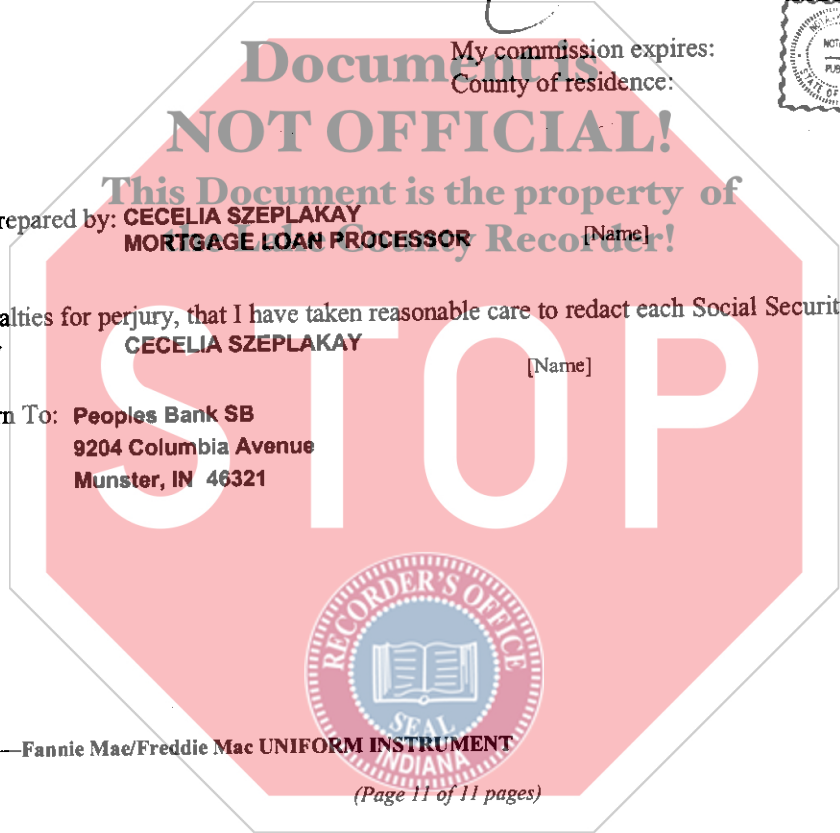 My commission expires:
Document is
County of residence:
NOT OFFICIAL!
This Document is the property of
repared by: CECELIA SZEPLAKAY
MORTGAGE LOAN PROCESSOR [Name]
the Lake County Recorder!
alties for perjury, that I have taken reasonable care to redact each Social Securit
CECELIA SZEPLAKAY
[Name]
STOP
n To: Peoples Bank SB
9204 Columbia Avenue
Munster, IN 46321
RECORDER'S OFFICE
SEAL
INDIANA
—Fannie Mae/Freddie Mac UNIFORM INSTRUMENT
(Page 11 of 11 pages)